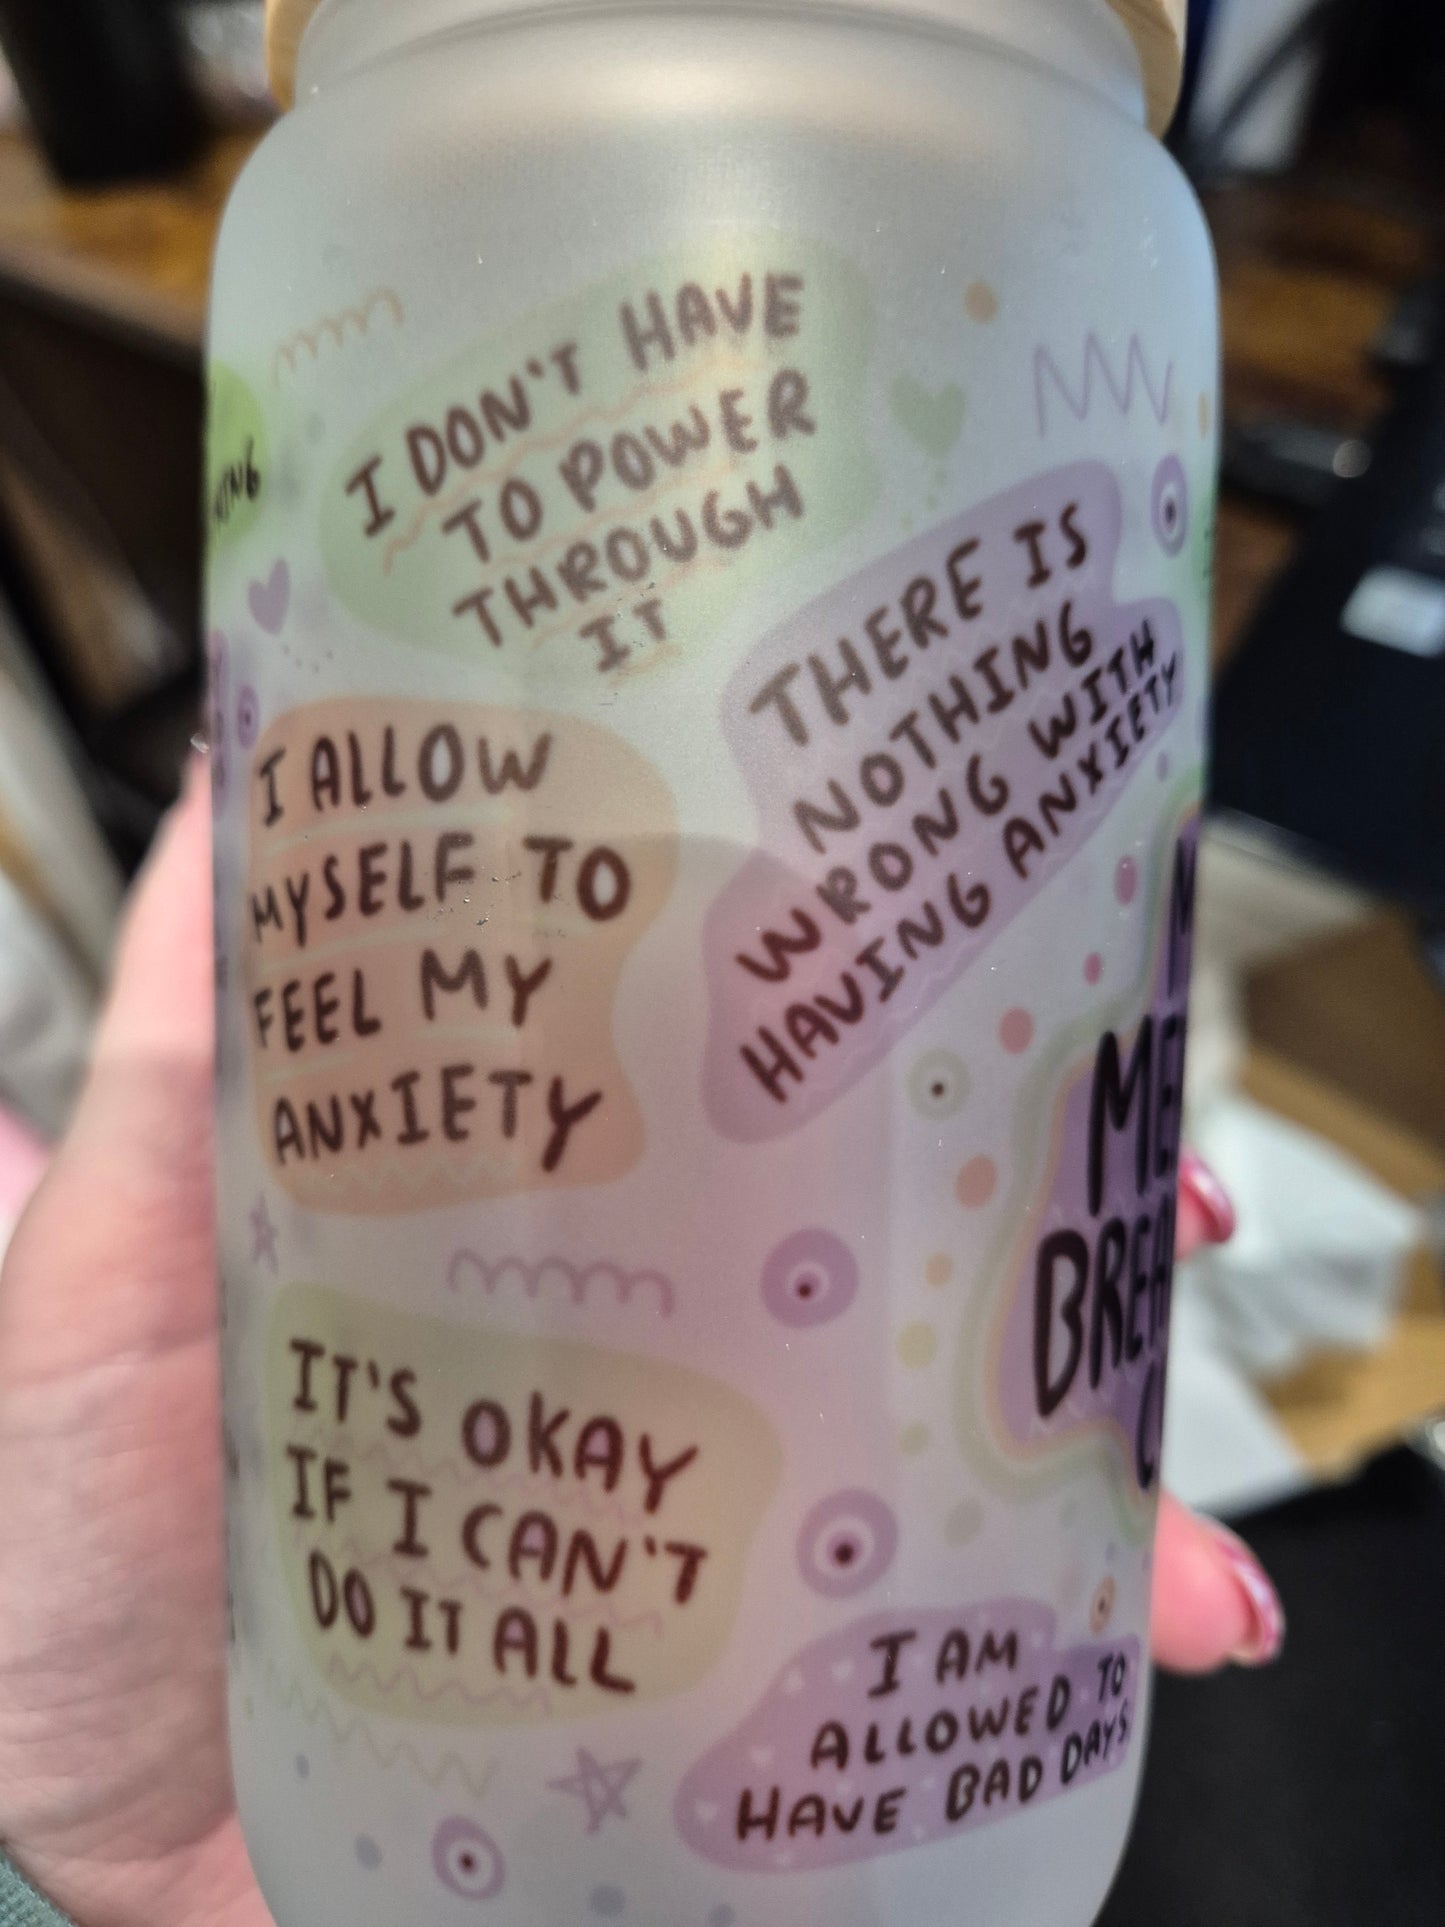 I DON'T HAVE
TO POWER
THROUGH
IT
THERE IS
NOTHING
WRONG WITH
HAVING ANXIETY
I ALLOW
MYSELF TO
FEEL MY
ANXIETY
IT'S OKAY
IF I CAN'T
DO IT ALL
I AM
ALLOWED TO
HAVE BAD DAYS